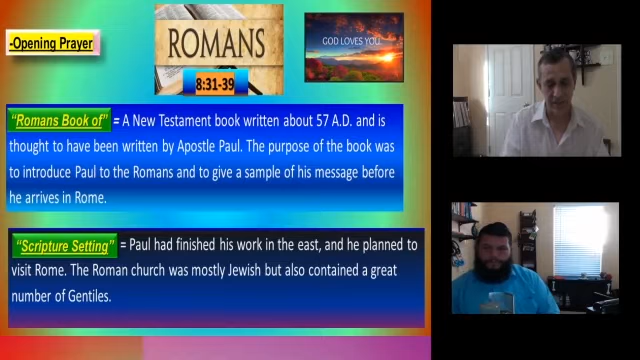 -Opening Prayer
ROMANS
8:31-39
GOD LOVES YOU.
“Romans Book of” = A New Testament book written about 57 A.D. and is
thought to have been written by Apostle Paul. The purpose of the book was
to introduce Paul to the Romans and to give a sample of his message before
he arrives in Rome.
“Scripture Setting” = Paul had finished his work in the east, and he planned to
visit Rome. The Roman church was mostly Jewish but also contained a great
number of Gentiles.